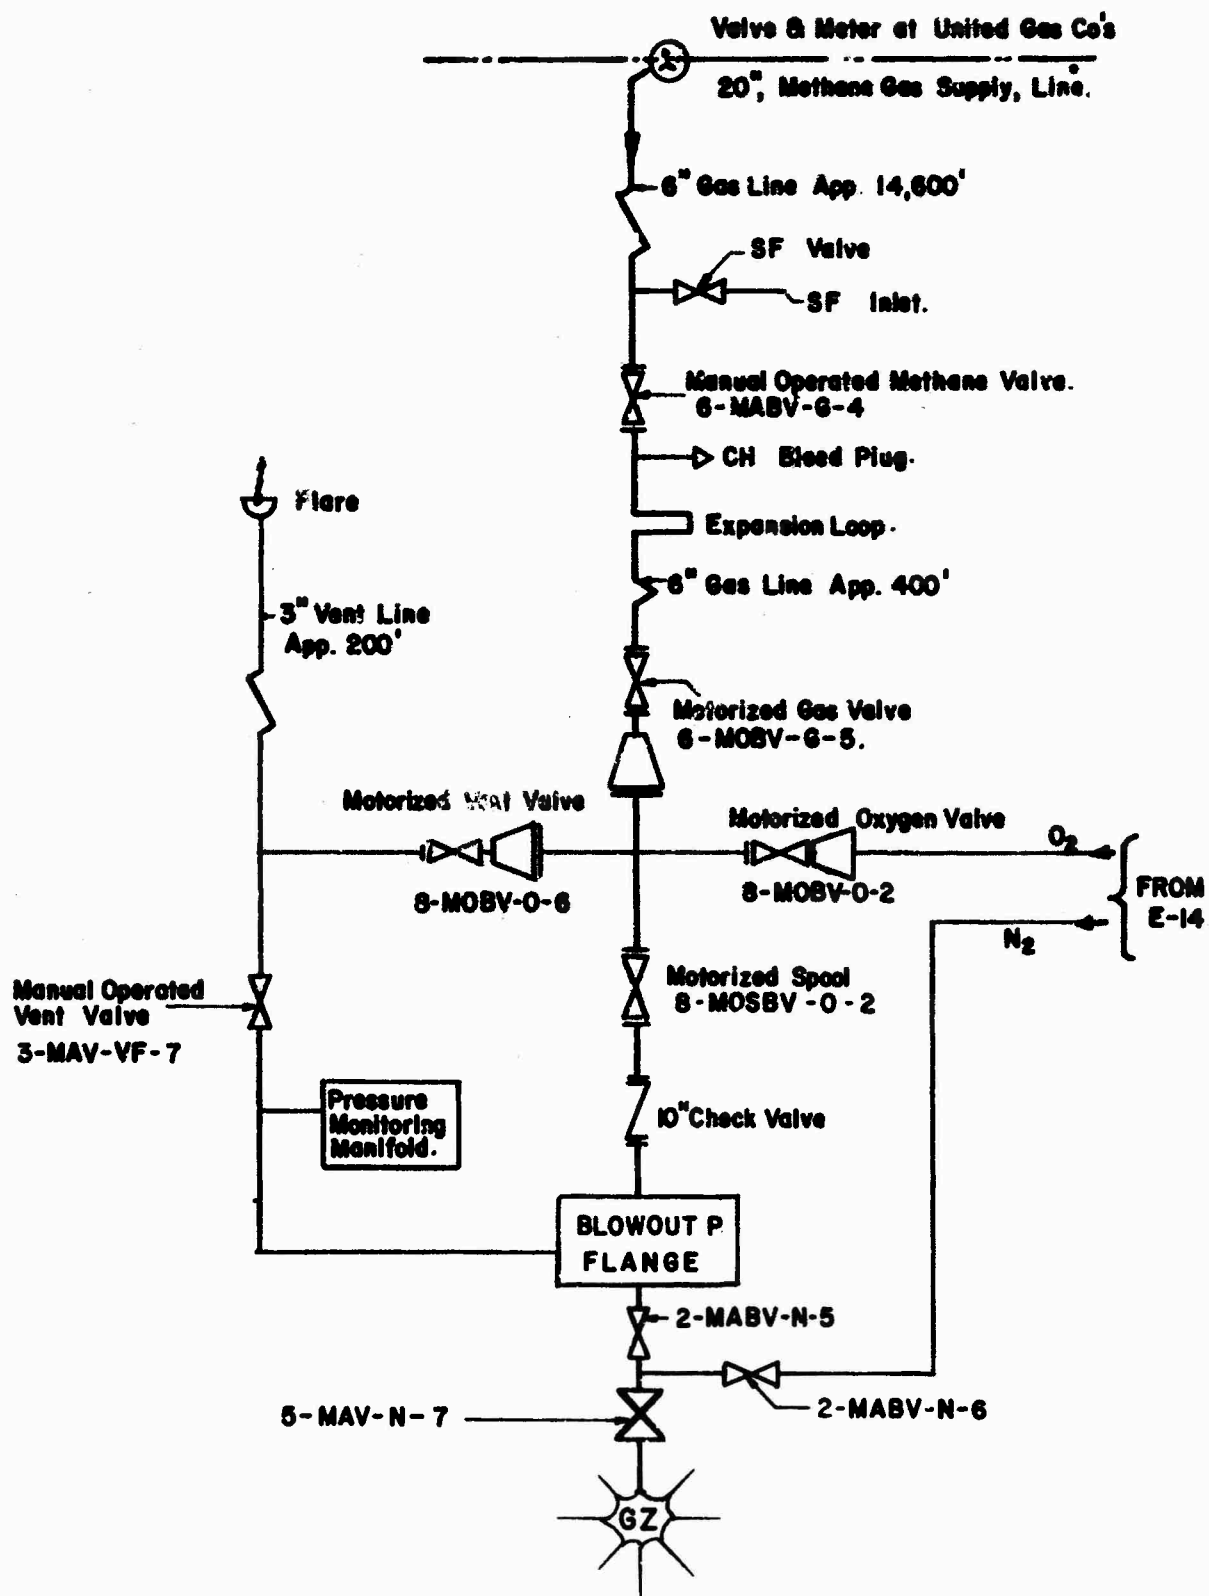 Valve & Meter at United Gas Co's
20", Methane Gas Supply, Line.
6" Gas Line App. 14,600'
SF Valve
SF Inlet.
Manual Operated Methane Valve.
6-MABV-G-4
CH Bleed Plug.
Flare
Expansion Loop.
6" Gas Line App. 400'
3" Vent Line
App. 200'
Motorized Gas Valve
6-MOBV-G-5.
Motorized Vent Valve
Motorized Oxygen Valve
O2
8-MOBV-O-6
8-MOBV-O-2
FROM
E-14
N2
Manual Operated
Vent Valve
3-MAV-VF-7
Motorized Spool
8-MOSBV-O-2
Pressure
Monitoring
Manifold.
10" Check Valve
BLOWOUT P
FLANGE
2-MABV-N-5
5-MAV-N-7
2-MABV-N-6
GZ